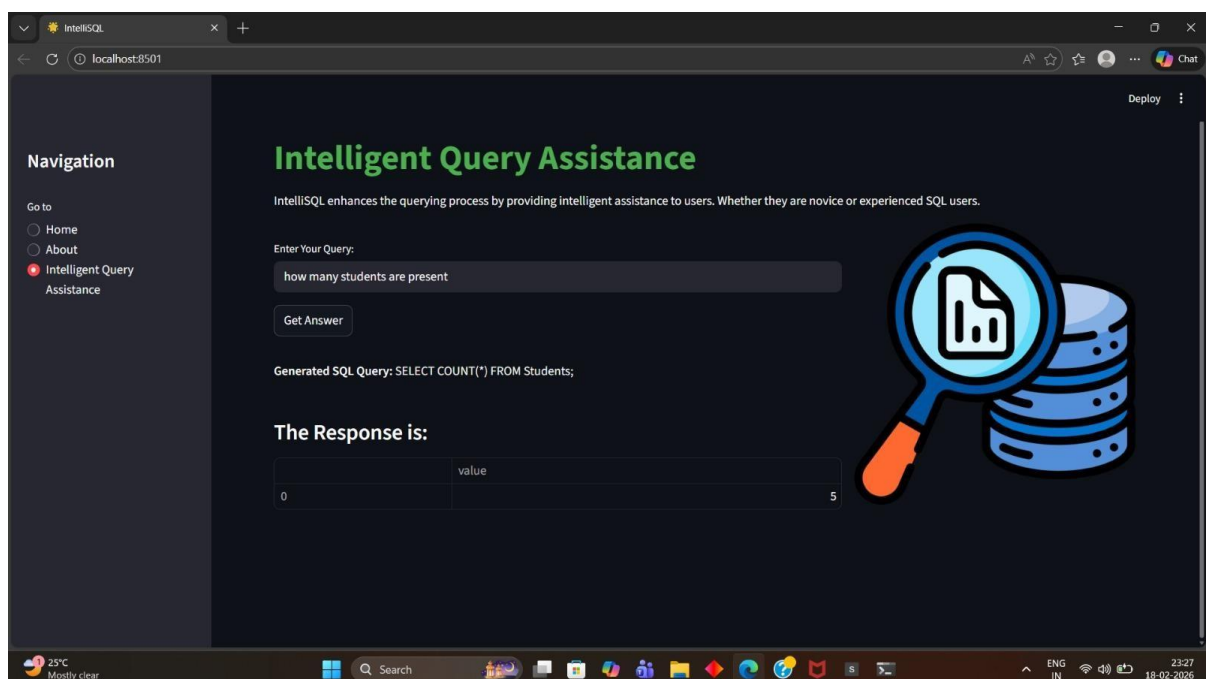 IntelliSQL
localhost:8501
Chat
Deploy
Navigation
Go to
Home
About
Intelligent Query
Assistance
Intelligent Query Assistance
IntelliSQL enhances the querying process by providing intelligent assistance to users. Whether they are novice or experienced SQL users.
Enter Your Query:
how many students are present
Get Answer
Generated SQL Query: SELECT COUNT(*) FROM Students;
The Response is:
value
0 5
1
25°C
Mostly clear
Search
ENG
IN
23:27
18-02-2026